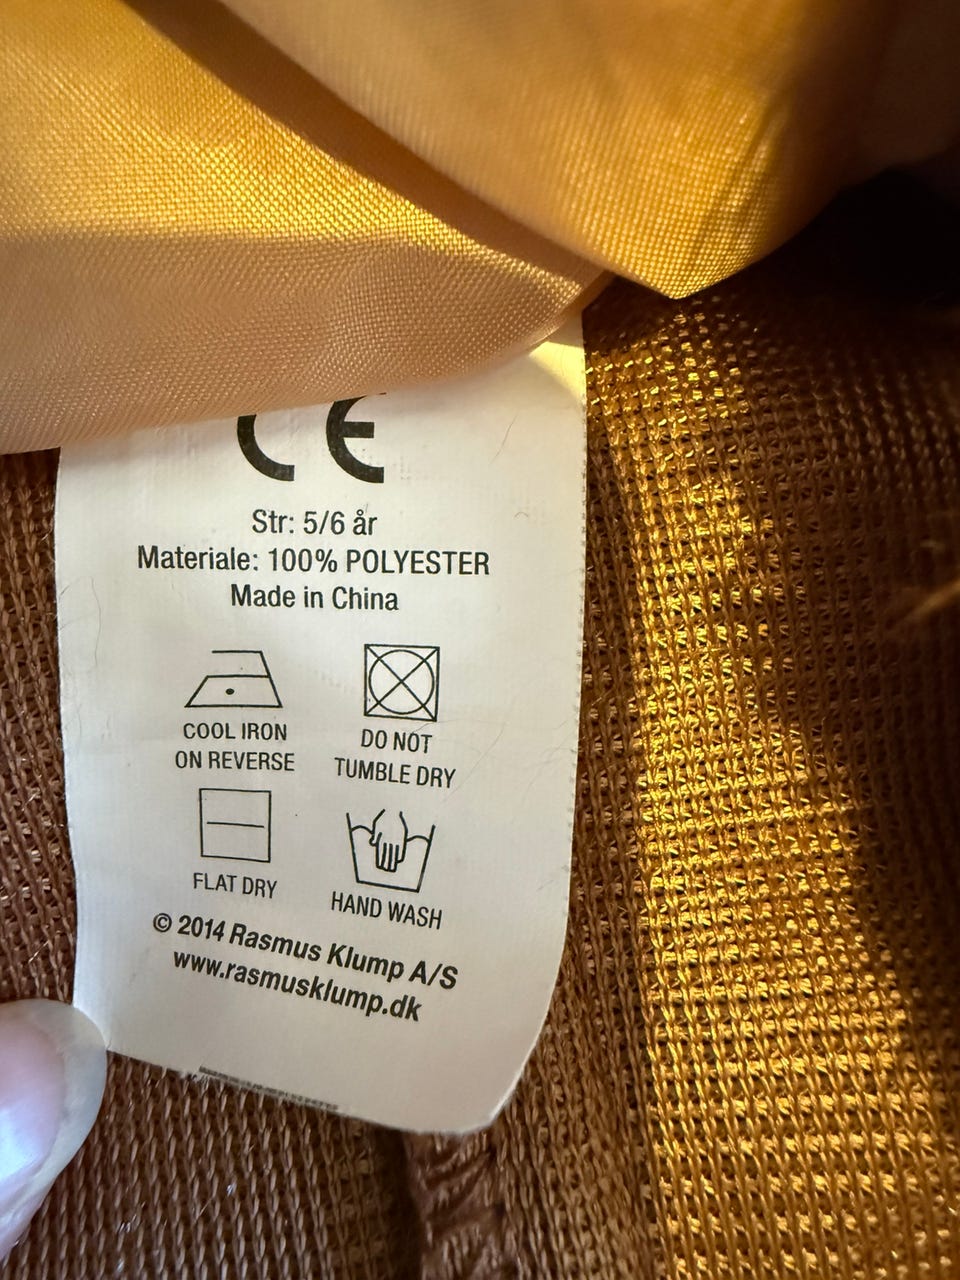 CE
Str: 5/6 år
Materiale: 100% POLYESTER
Made in China
COOL IRON
ON REVERSE
DO NOT
TUMBLE DRY
FLAT DRY
HAND WASH
© 2014 Rasmus Klump A/S
www.rasmusklump.dk